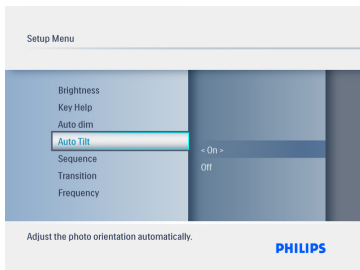 Setup Menu
Brightness
Key Help
Auto dim
Auto Tilt
Sequence
Transition
Frequency
< On >
Off
Adjust the photo orientation automatically.
PHILIPS